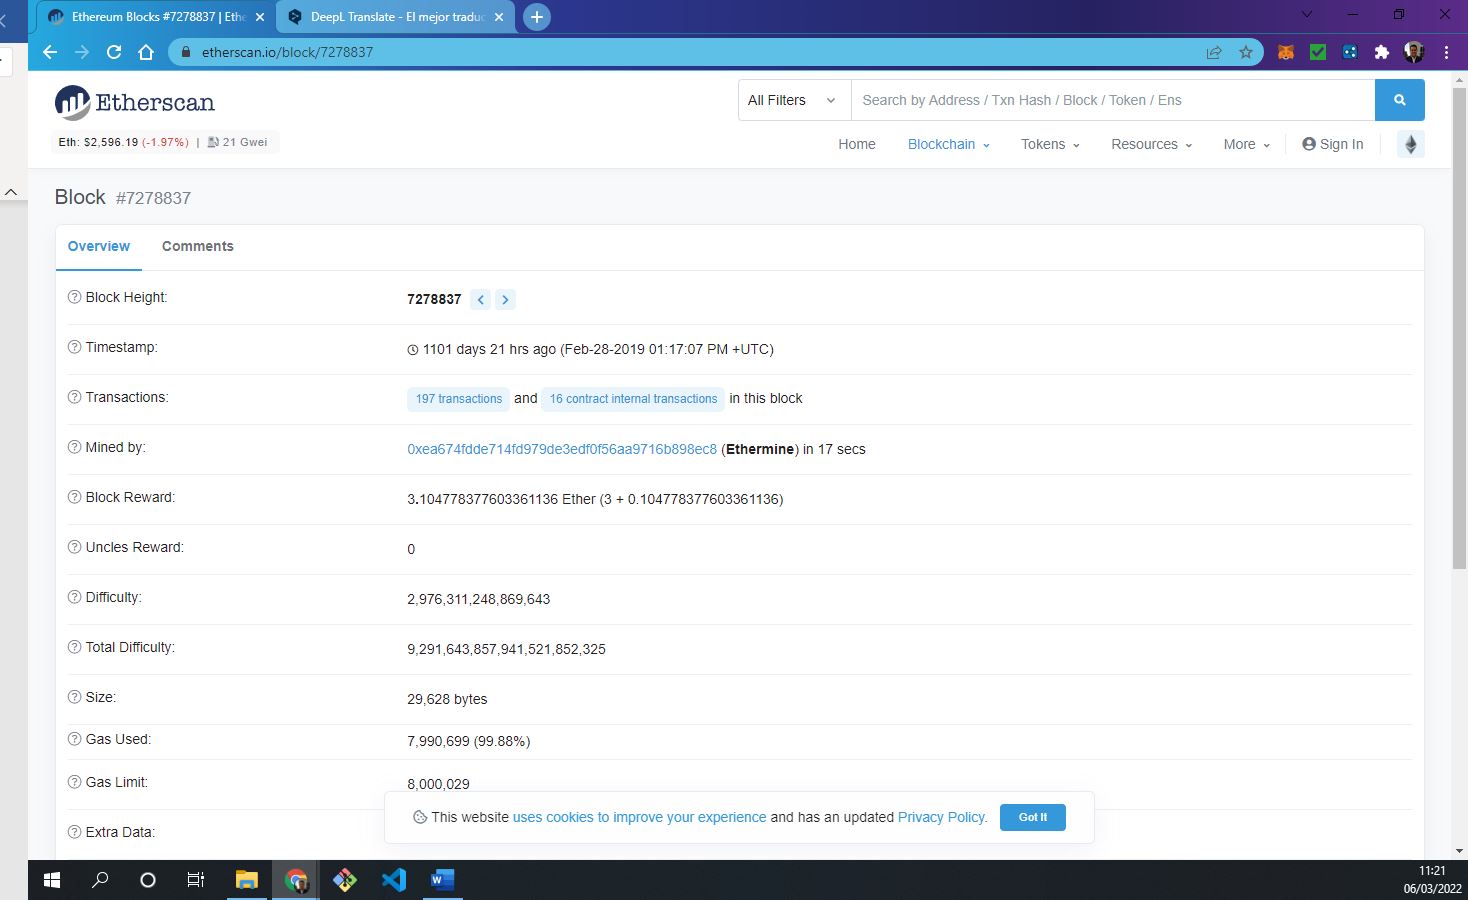 Ethereum Blocks #7278837 | Ethe
DeepL Translate - El mejor traduc
etherscan.io/block/7278837
Etherscan
All Filters
Search by Address / Txn Hash / Block / Token / Ens
Eth: $2,596.19 (-1.97%) | 21 Gwei
Home Blockchain Tokens Resources More Sign In
Block #7278837
Overview Comments
Block Height: 7278837
Timestamp: 1101 days 21 hrs ago (Feb-28-2019 01:17:07 PM +UTC)
Transactions: 197 transactions and 16 contract internal transactions in this block
Mined by: 0xea674fdde714fd979de3edf0f56aa9716b898ec8 (Ethermine) in 17 secs
Block Reward: 3.104778377603361136 Ether (3 + 0.104778377603361136)
Uncles Reward: 0
Difficulty: 2,976,311,248,869,643
Total Difficulty: 9,291,643,857,941,521,852,325
Size: 29,628 bytes
Gas Used: 7,990,699 (99.88%)
Gas Limit: 8,000,029
This website uses cookies to improve your experience and has an updated Privacy Policy. Got It
Extra Data:
11:21
06/03/2022